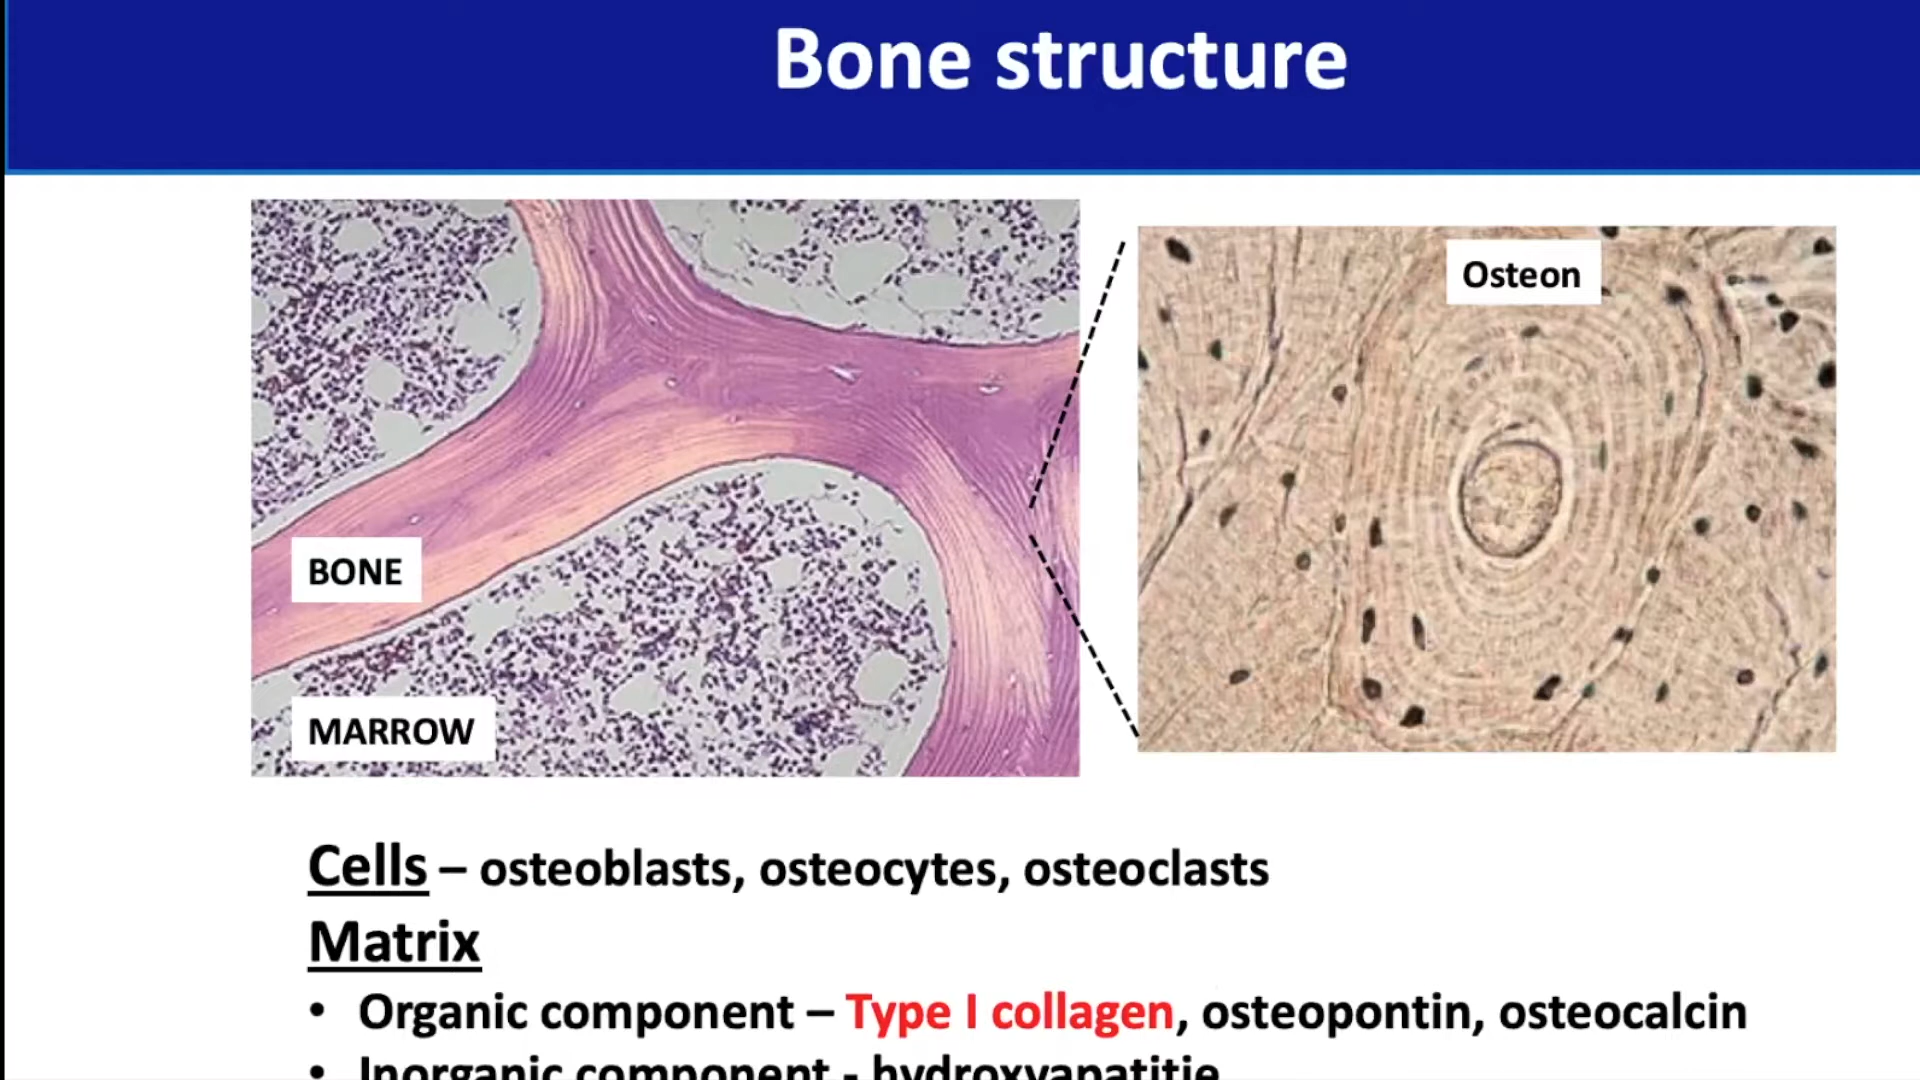 Bone structure
Osteon
BONE
MARROW
Cells – osteoblasts, osteocytes, osteoclasts
Matrix
• Organic component – Type I collagen, osteopontin, osteocalcin
• Inorganic component - hydroxyapatitie